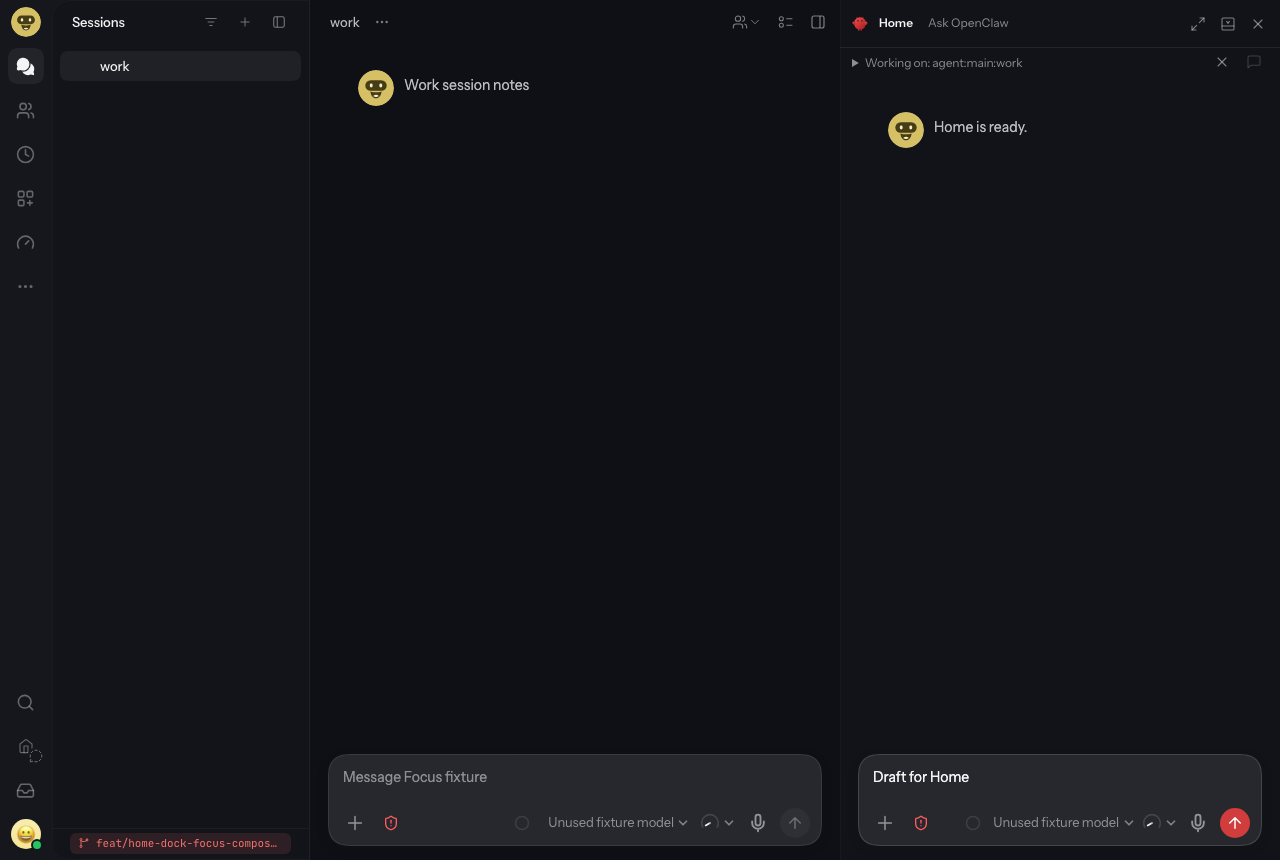 Sessions
work
feat/home-dock-focus-compos…
work
Work session notes
Message Focus fixture
Unused fixture model
Home
Ask OpenClaw
Working on: agent:main:work
Home is ready.
Draft for Home
Unused fixture model